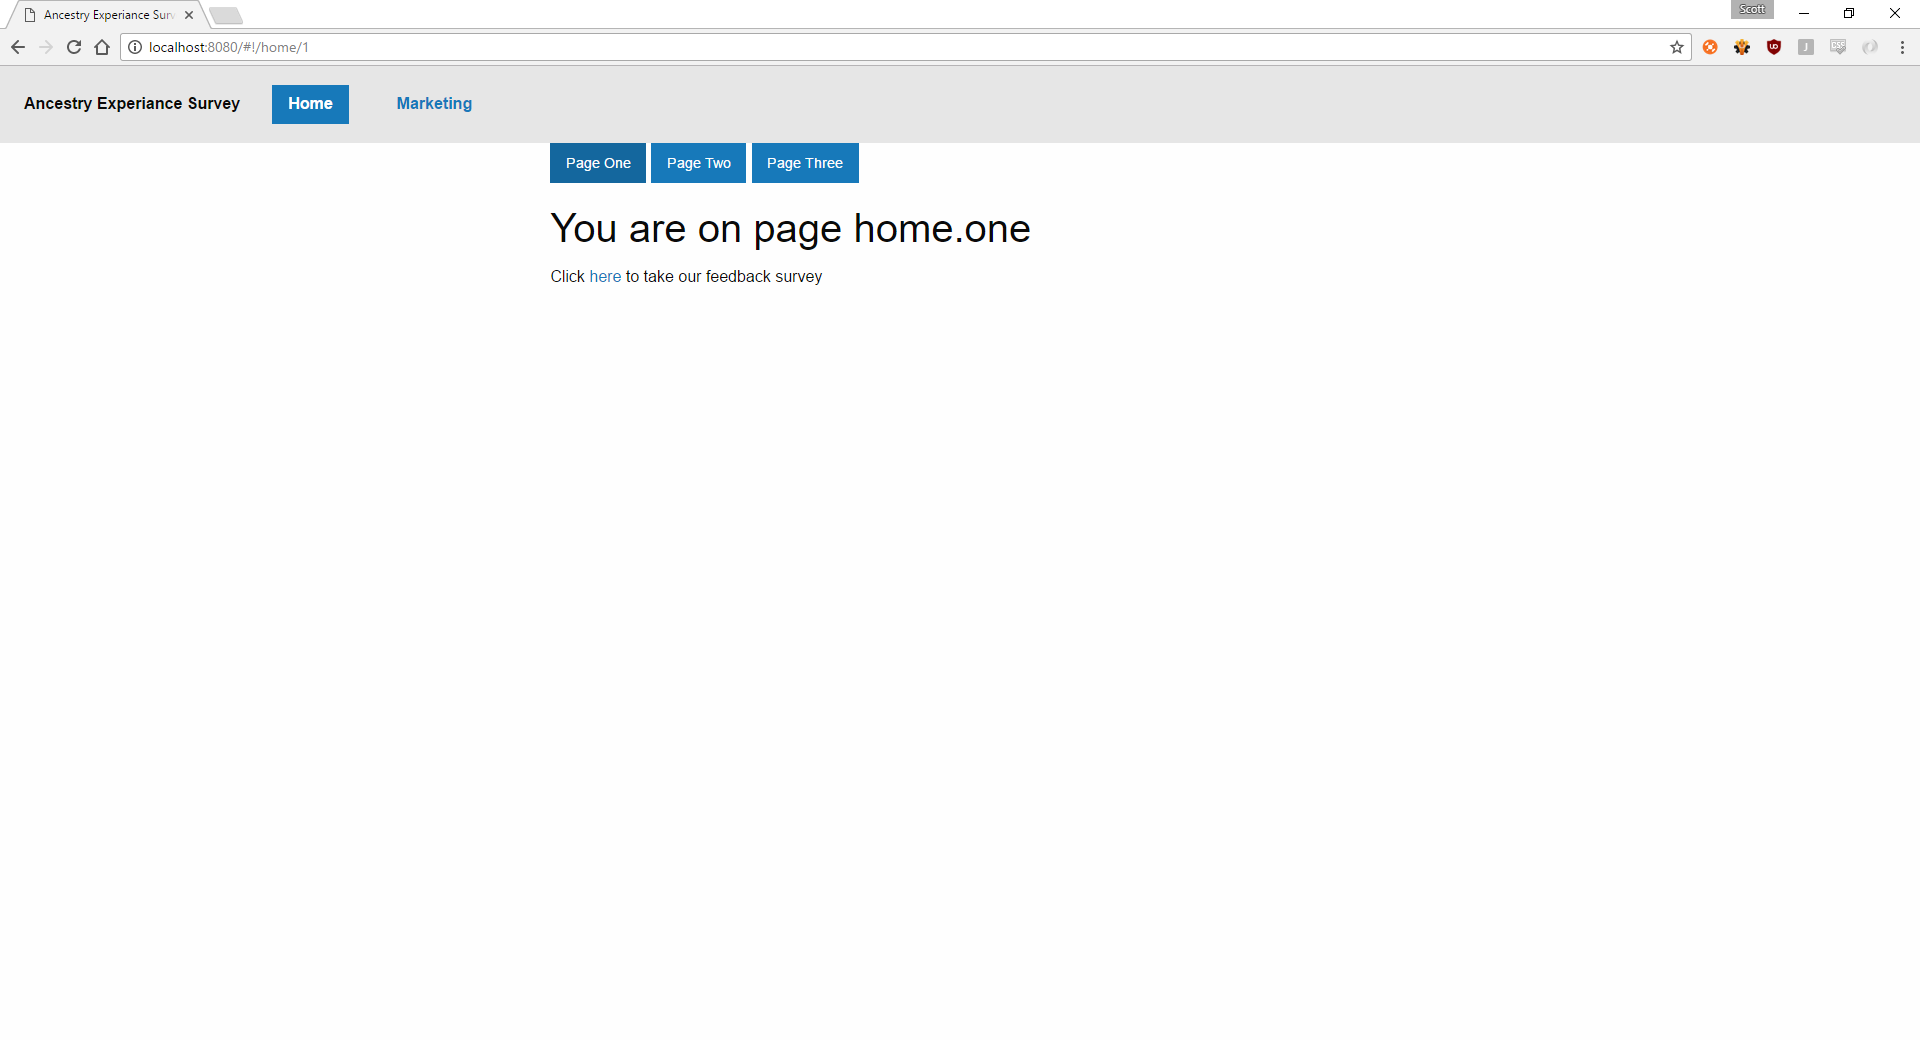 Ancestry Experiance Surv
Scott
localhost:8080/#!/home/1
Ancestry Experiance Survey Home Marketing
Page One Page Two Page Three
You are on page home.one
Click here to take our feedback survey